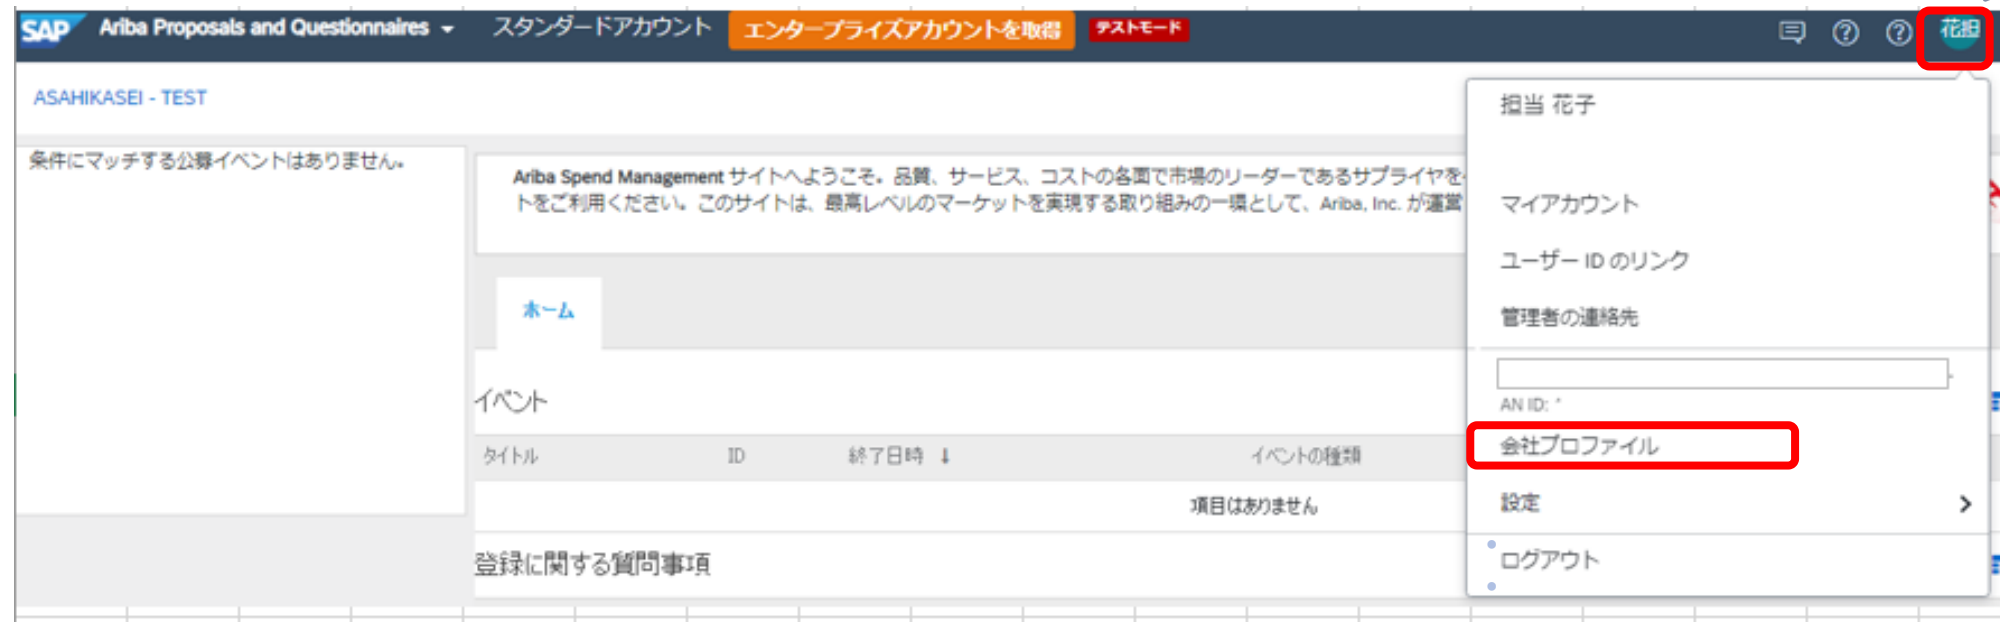 SAP Ariba Proposals and Questionnaires スタンダードアカウント エンタープライズアカウントを取得 テストモード 花担
ASAHIKASEI - TEST
担当 花子
条件にマッチする公募イベントはありません。
Ariba Spend Management サイトへようこそ。品質、サービス、コストの各面で市場のリーダーであるサプライヤを
トをご利用ください。このサイトは、最高レベルのマーケットを実現する取り組みの一環として、Ariba, Inc. が運営
マイアカウント
ユーザー ID のリンク
ホーム
管理者の連絡先
イベント
AN ID:
タイトル ID 終了日時 ↓ イベントの種類
会社プロファイル
項目はありません
設定
登録に関する質問事項
ログアウト